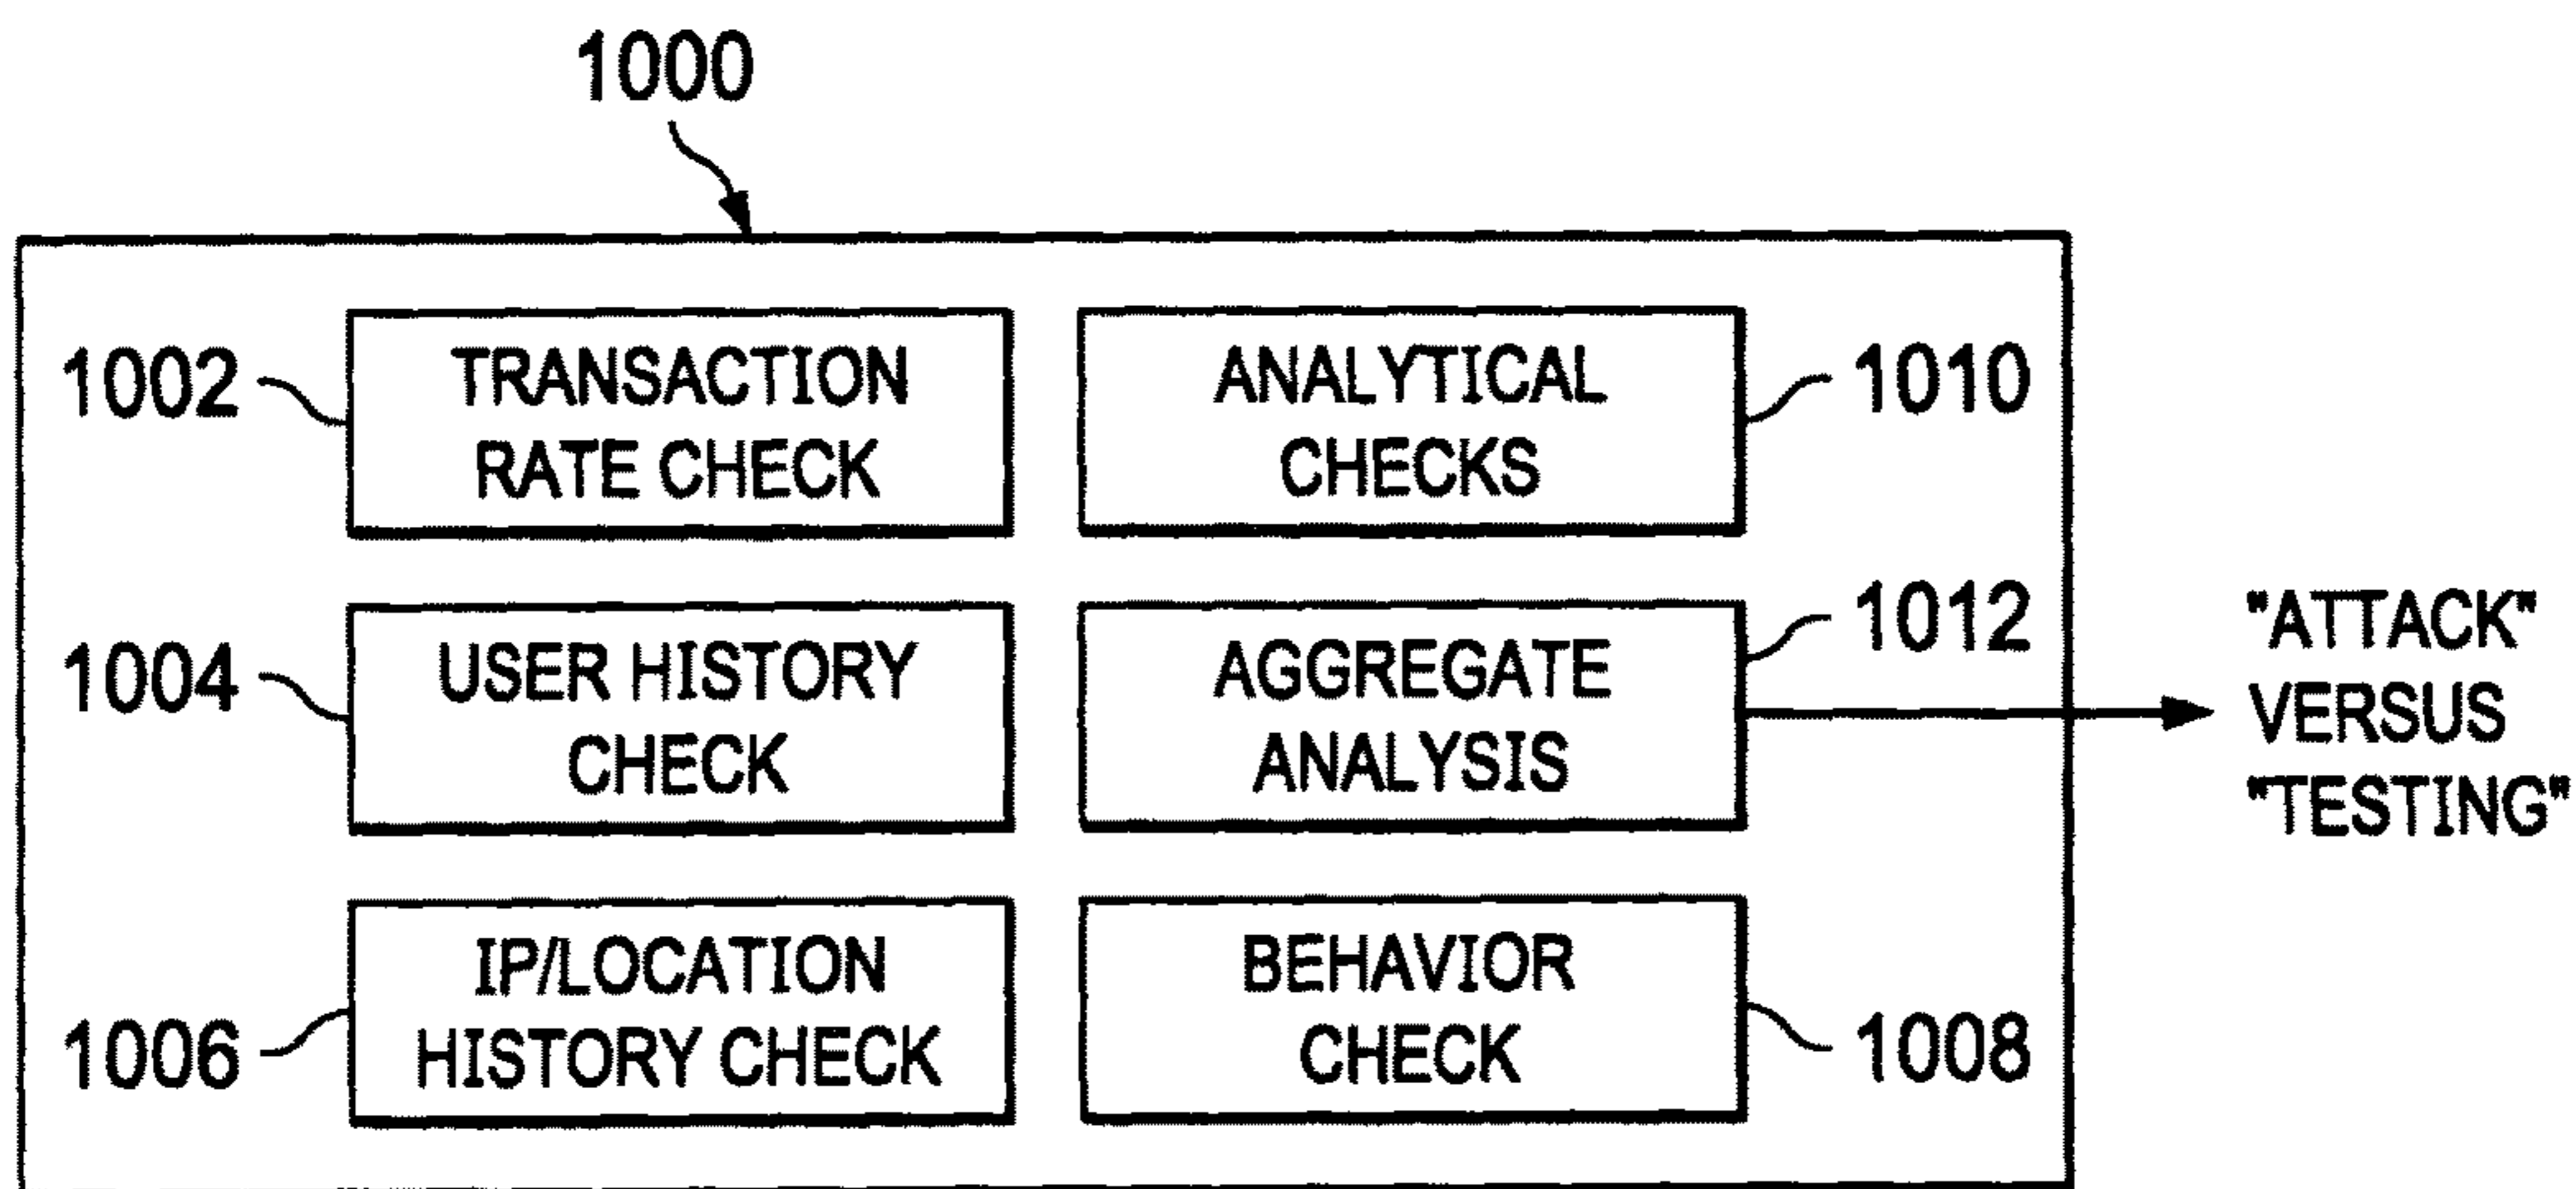 1000
1002
TRANSACTION
RATE CHECK
ANALYTICAL
CHECKS
1010
1004
USER HISTORY
CHECK
AGGREGATE
ANALYSIS
1012
"ATTACK"
VERSUS
"TESTING"
1006
IP/LOCATION
HISTORY CHECK
BEHAVIOR
CHECK
1008